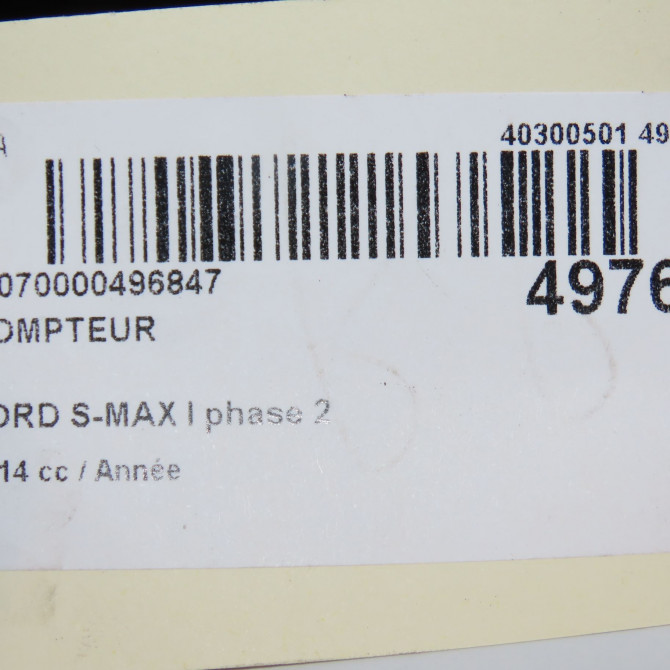 40300501 49
070000496847
4976
OMPTEUR
ORD S-MAX I phase 2
14 cc / Année